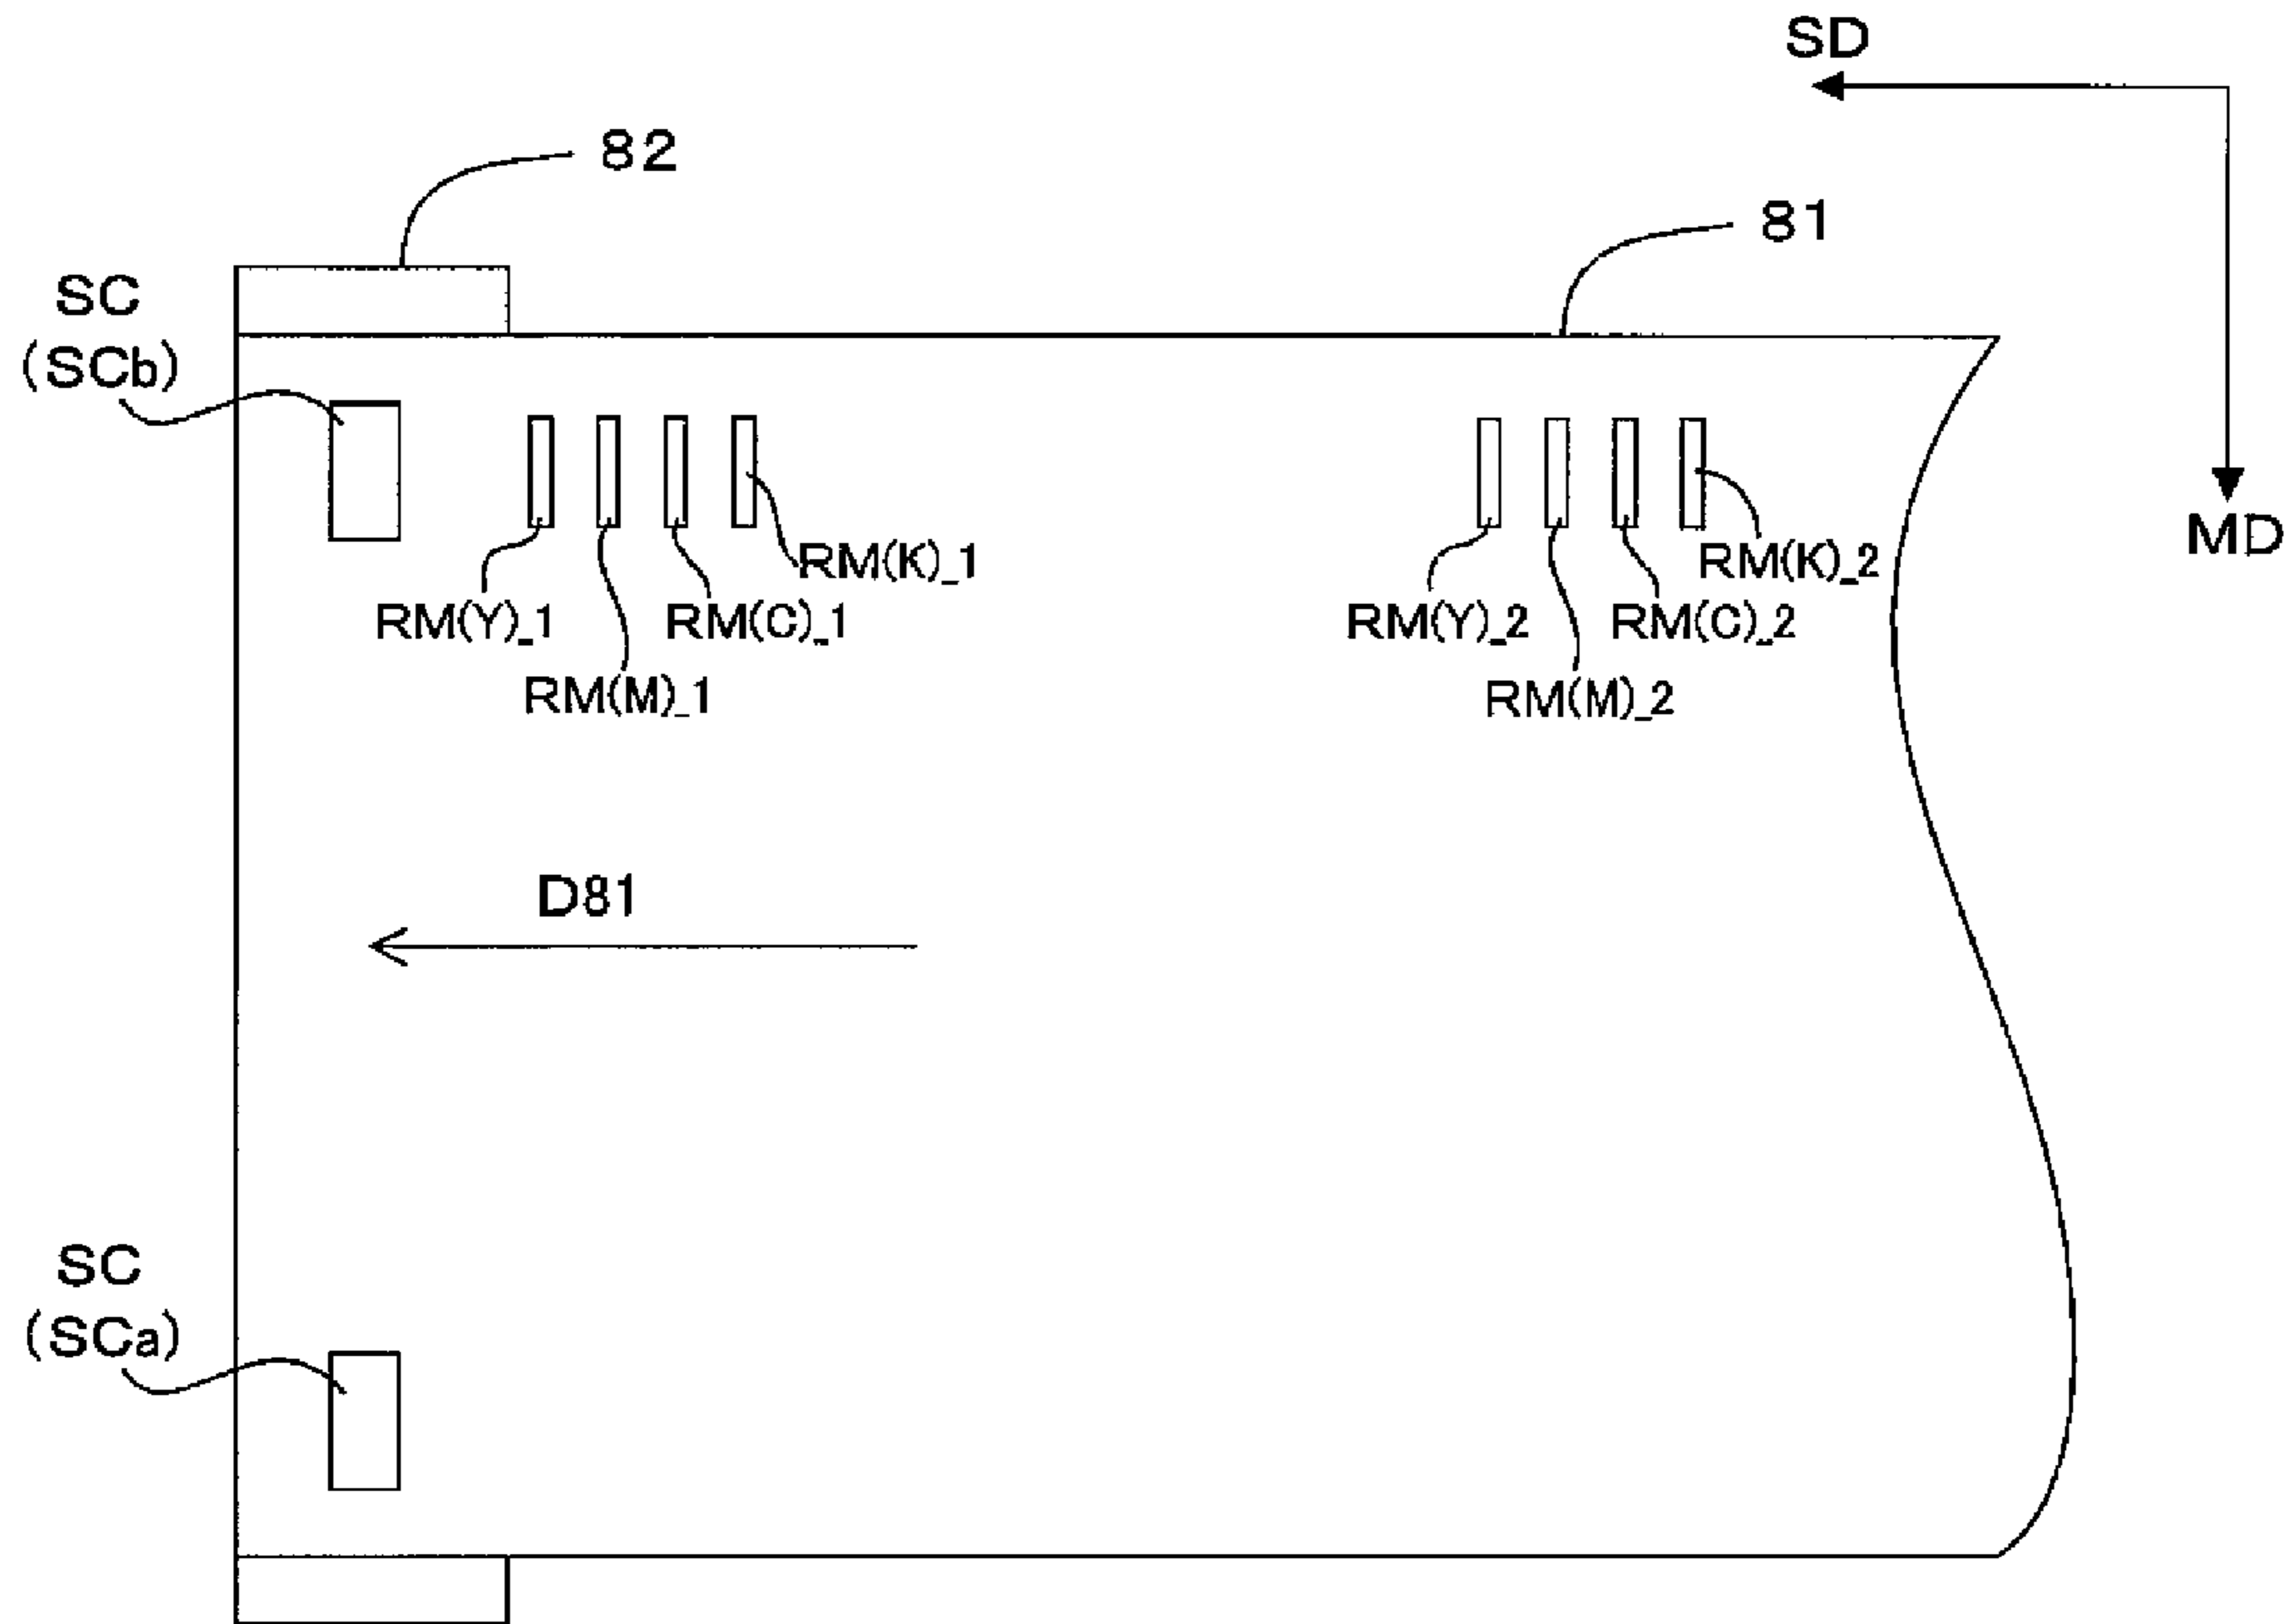 SD
82
81
SC
(SCb)
MD
RM(K)_1
RM(K)_2
RM(Y)_1
RM(C)_1
RM(Y)_2
RM(C)_2
RM(M)_1
RM(M)_2
D81
SC
(SCa)